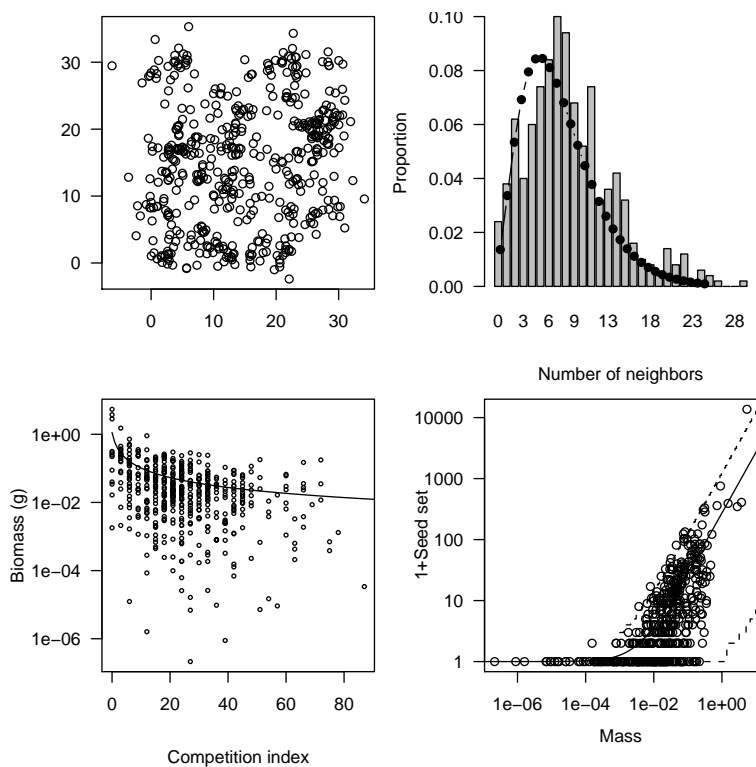 0 10 20 30
0
10
20
30
0 3 6 9 13 18 23 28
Number of neighbors
Proportion
0.00
0.02
0.04
0.06
0.08
0.10
0 20 40 60 80
1e-06
1e-04
1e-02
1e+00
Competition index
Biomass (g)
1e-06 1e-04 1e-02 1e+00
1
10
100
1000
10000
Mass
1+Seed set